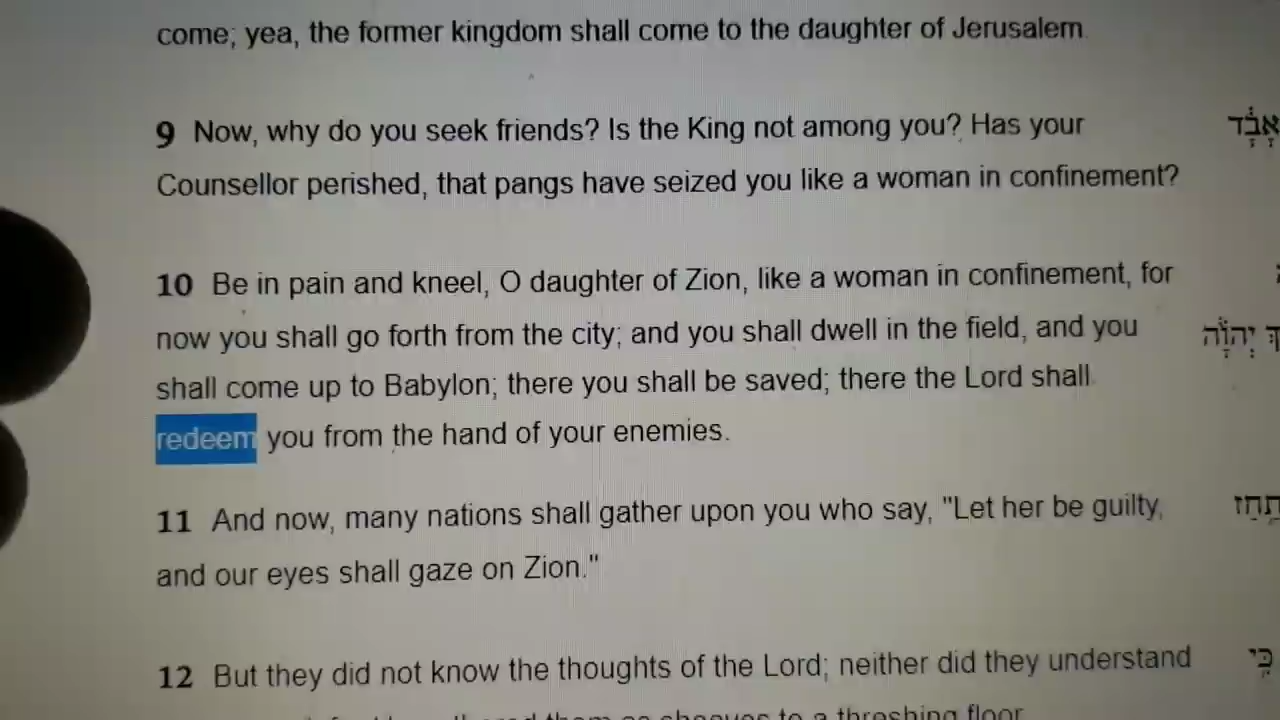 come; yea, the former kingdom shall come to the daughter of Jerusalem.
9 Now, why do you seek friends? Is the King not among you? Has your
אָבָד
Counsellor perished, that pangs have seized you like a woman in confinement?
10 Be in pain and kneel, O daughter of Zion, like a woman in confinement, for
now you shall go forth from the city; and you shall dwell in the field, and you
יְהוָֹה
shall come up to Babylon; there you shall be saved; there the Lord shall
redeem you from the hand of your enemies.
11 And now, many nations shall gather upon you who say, "Let her be guilty,
and our eyes shall gaze on Zion."
12 But they did not know the thoughts of the Lord; neither did they understand
כִּי
to a threshing floor.